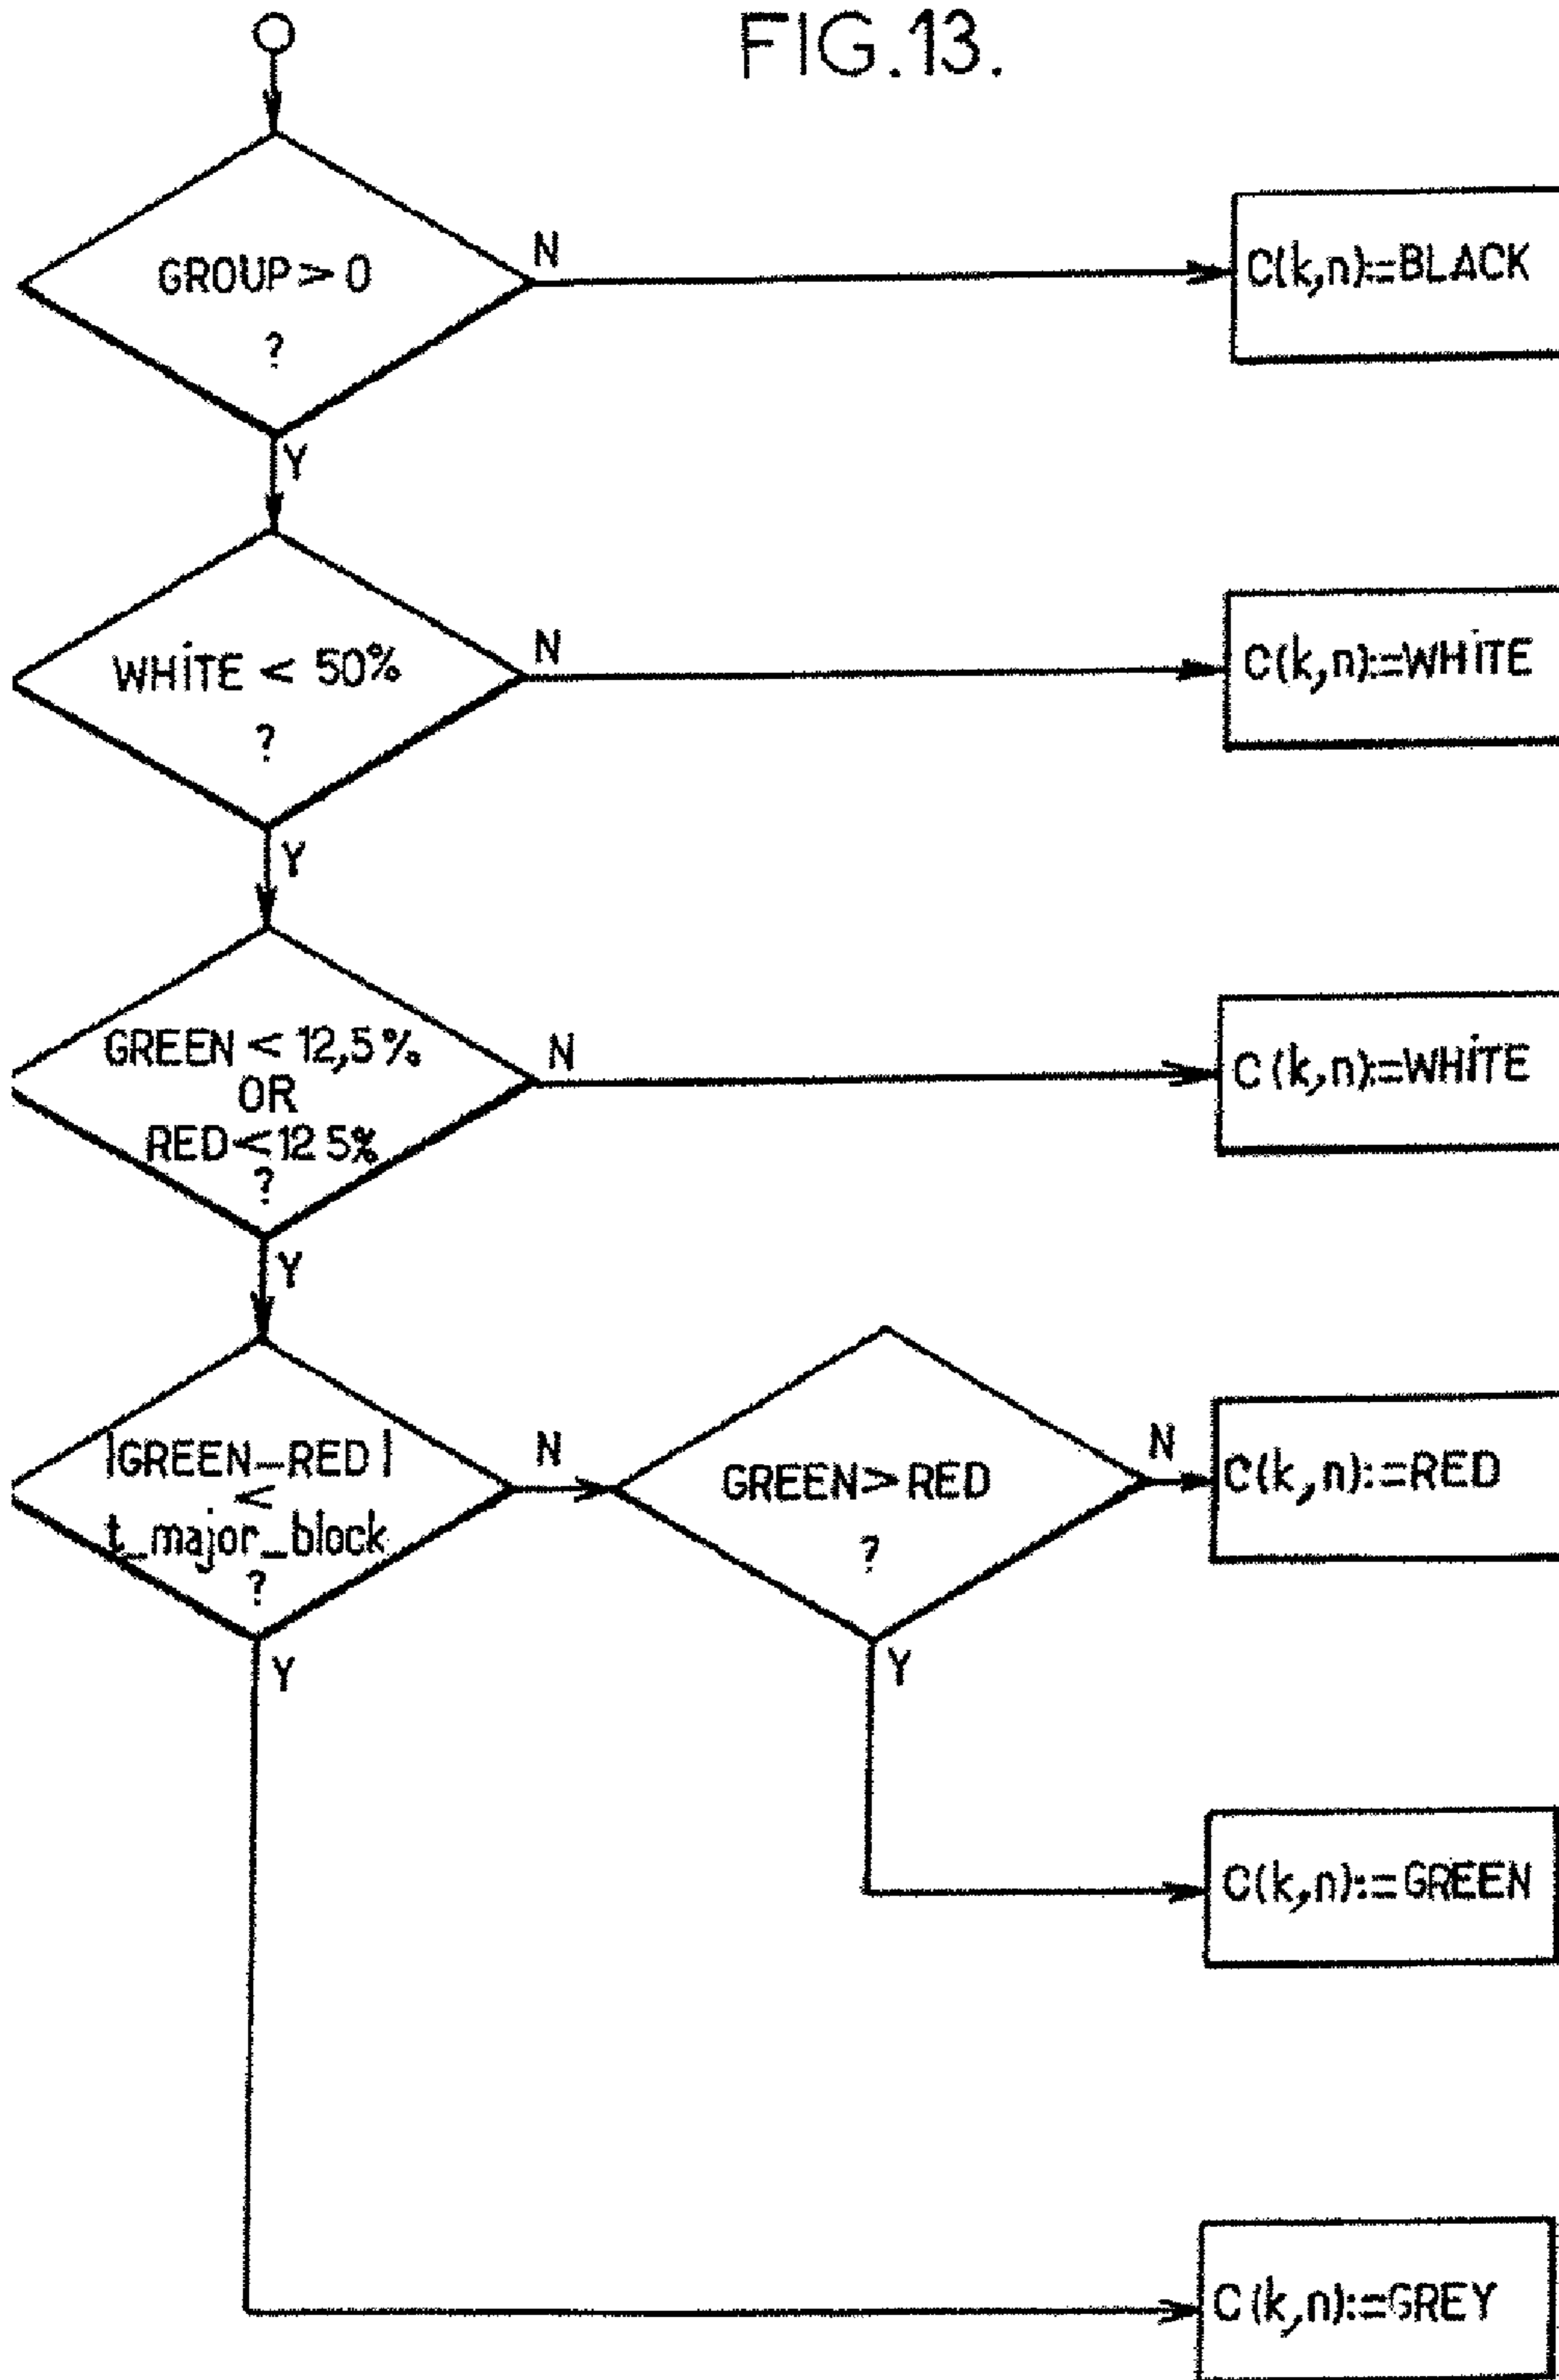 FIG.13.
GROUP > 0
?
N
C(k,n):=BLACK
Y
WHiTE < 50%
?
N
C(k,n):=WHiTE
Y
GREEN < 12,5%
OR
RED < 12 5%
?
N
C(k,n):=WHiTE
Y
|GREEN-RED|
<
t_major_block
?
N
GREEN > RED
?
N
C(k,n):=RED
Y
Y
C(k,n):=GREEN
C(k,n):=GREY